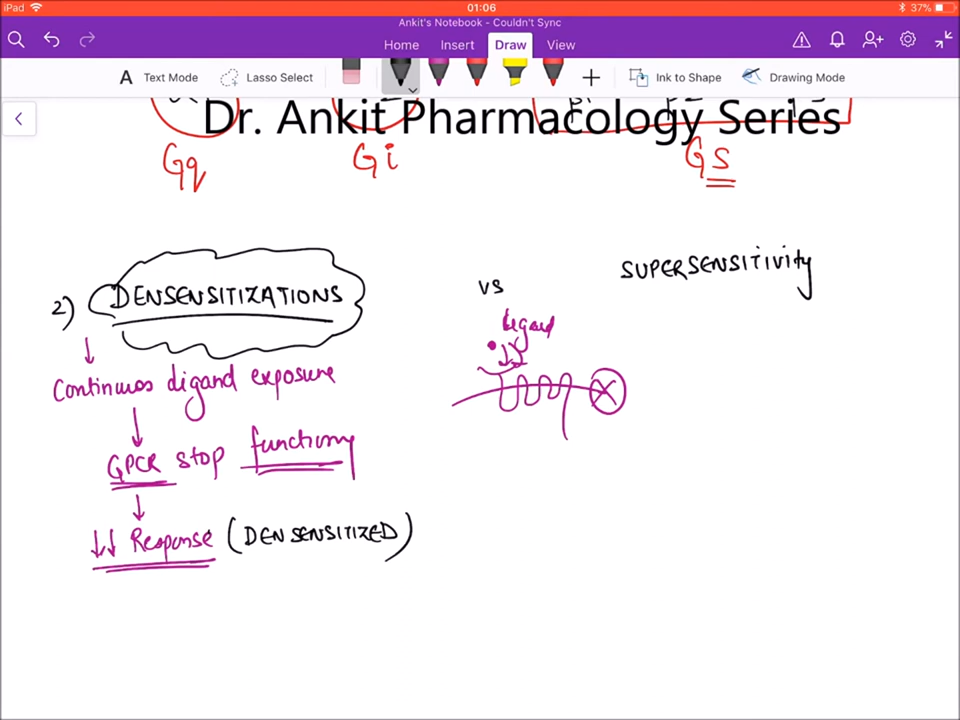 iPad 01:06 37%
Ankit's Notebook - Couldn't Sync
Home Insert Draw View
A Text Mode Lasso Select Ink to Shape Drawing Mode
Dr. Ankit Pharmacology Series
Gq Gi Gs
2) DENSENSITIZATIONS vs SUPERSENSITIVITY
ligand
Continuos ligand exposure
GPCR stop functiony
↓↓ Response (DENSENSITIZED)